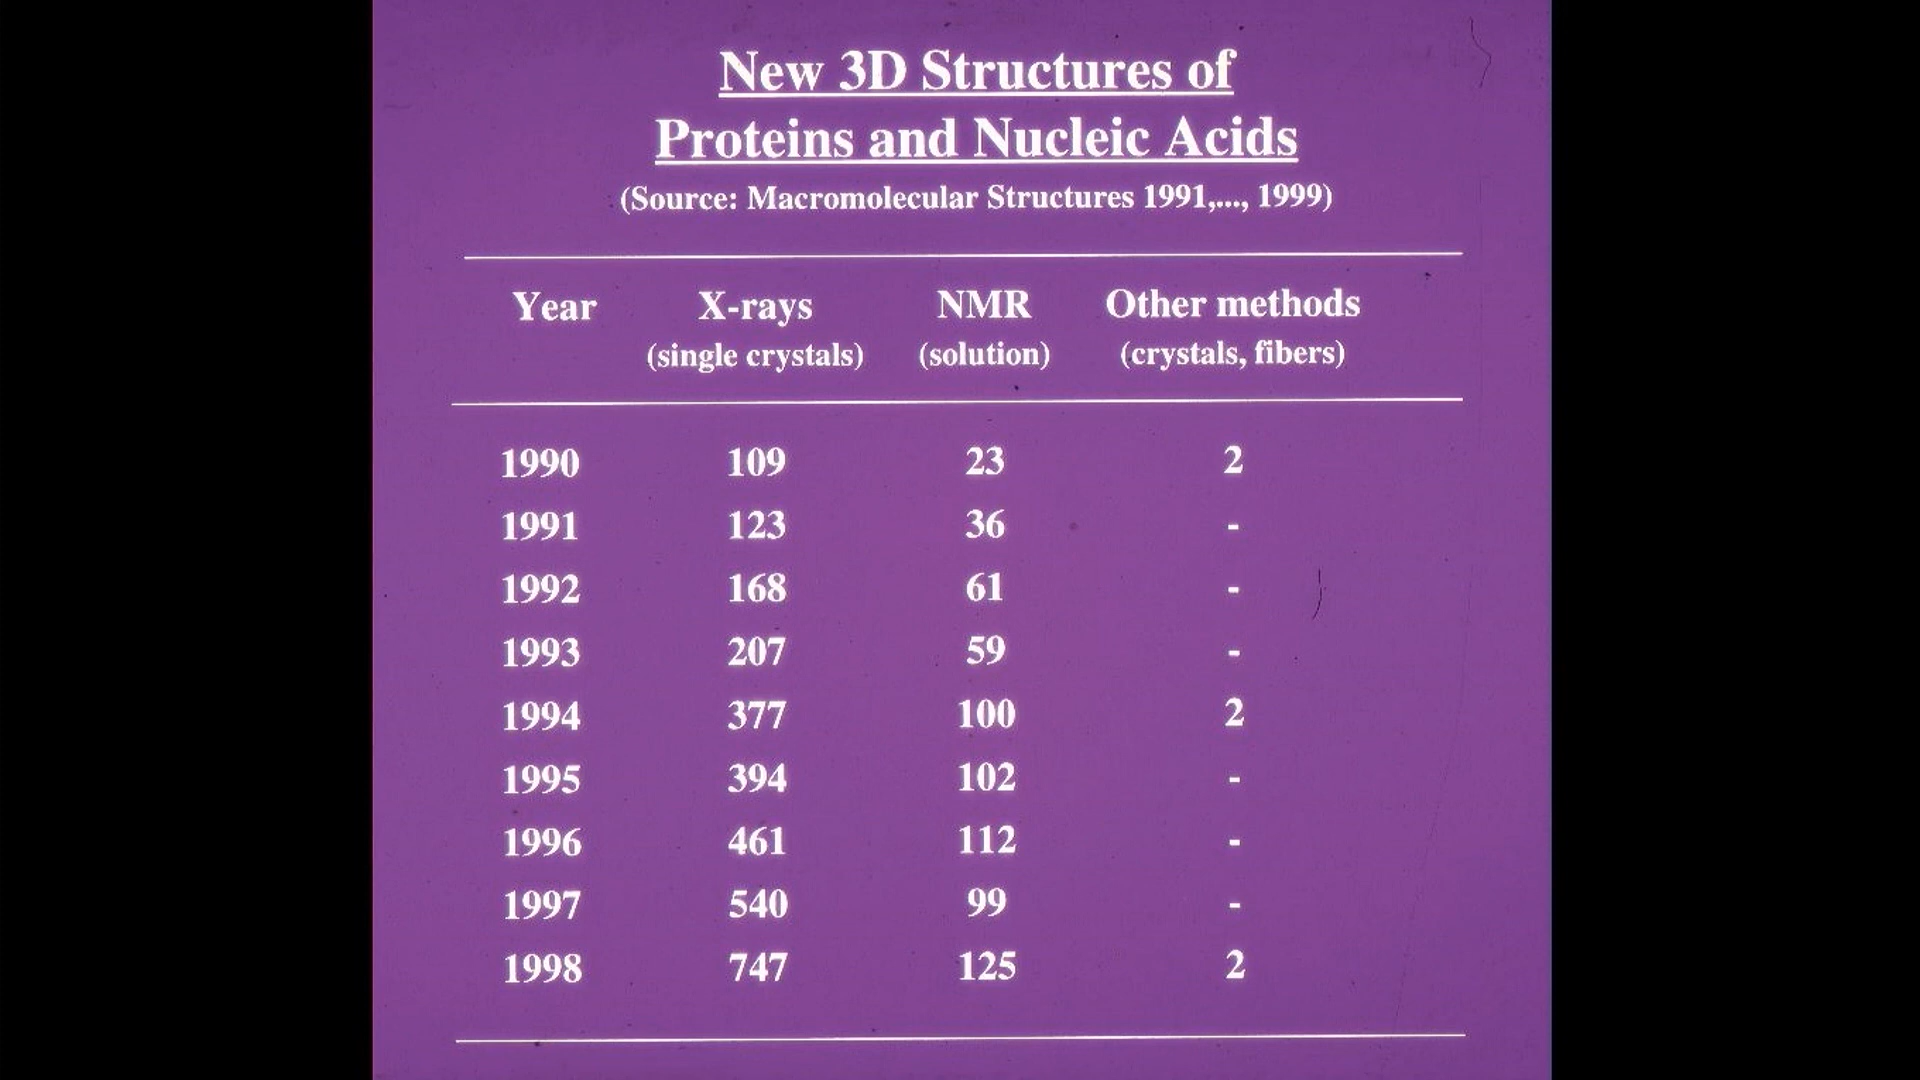 New 3D Structures of
Proteins and Nucleic Acids
(Source: Macromolecular Structures 1991,..., 1999)
Year X-rays NMR Other methods
(single crystals) (solution) (crystals, fibers)
1990 109 23 2
1991 123 36 -
1992 168 61 -
1993 207 59 -
1994 377 100 2
1995 394 102 -
1996 461 112 -
1997 540 99 -
1998 747 125 2